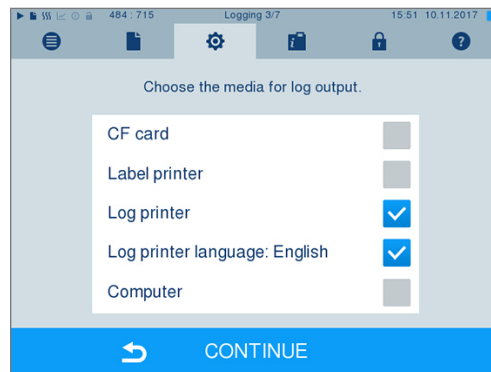 484 : 715 Logging 3/7 15:51 10.11.2017
Choose the media for log output.
CF card
Label printer
Log printer
Log printer language: English
Computer
CONTINUE